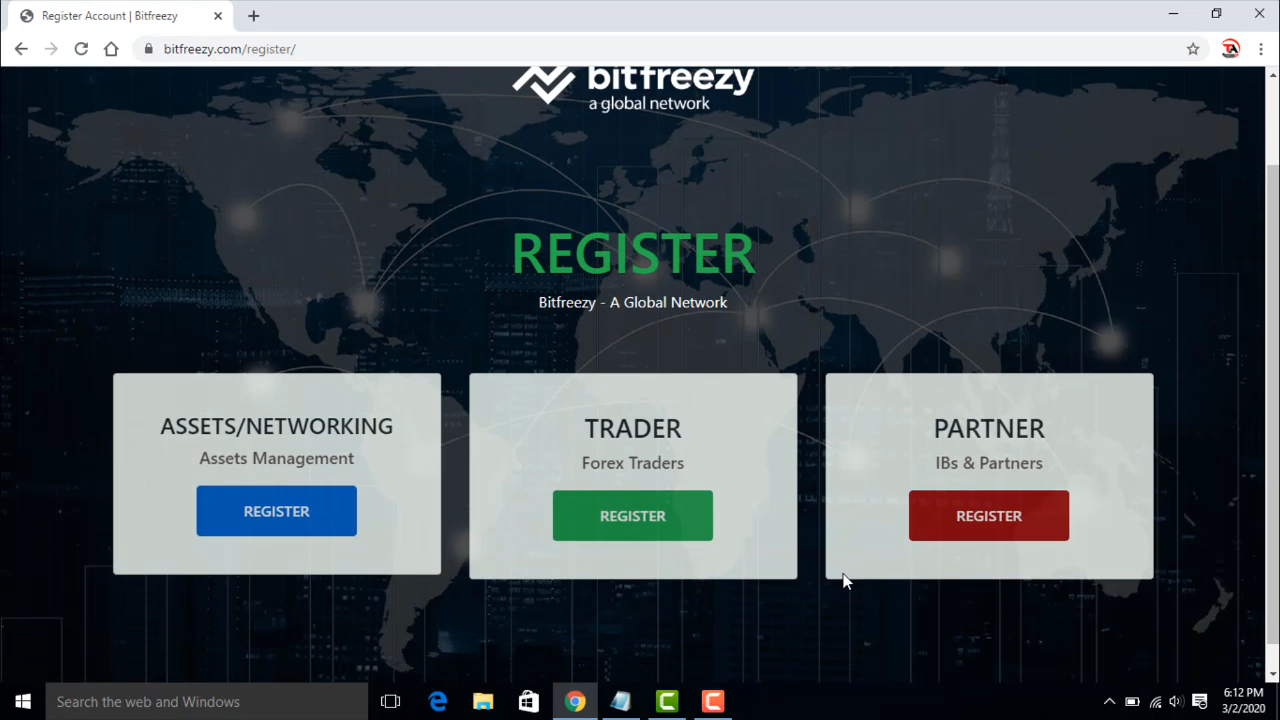 Register Account | Bitfreezy
bitfreezy.com/register/
bitfreezy
a global network
REGISTER
Bitfreezy - A Global Network
ASSETS/NETWORKING
Assets Management
REGISTER
TRADER
Forex Traders
REGISTER
PARTNER
IBs & Partners
REGISTER
Search the web and Windows
6:12 PM
3/2/2020